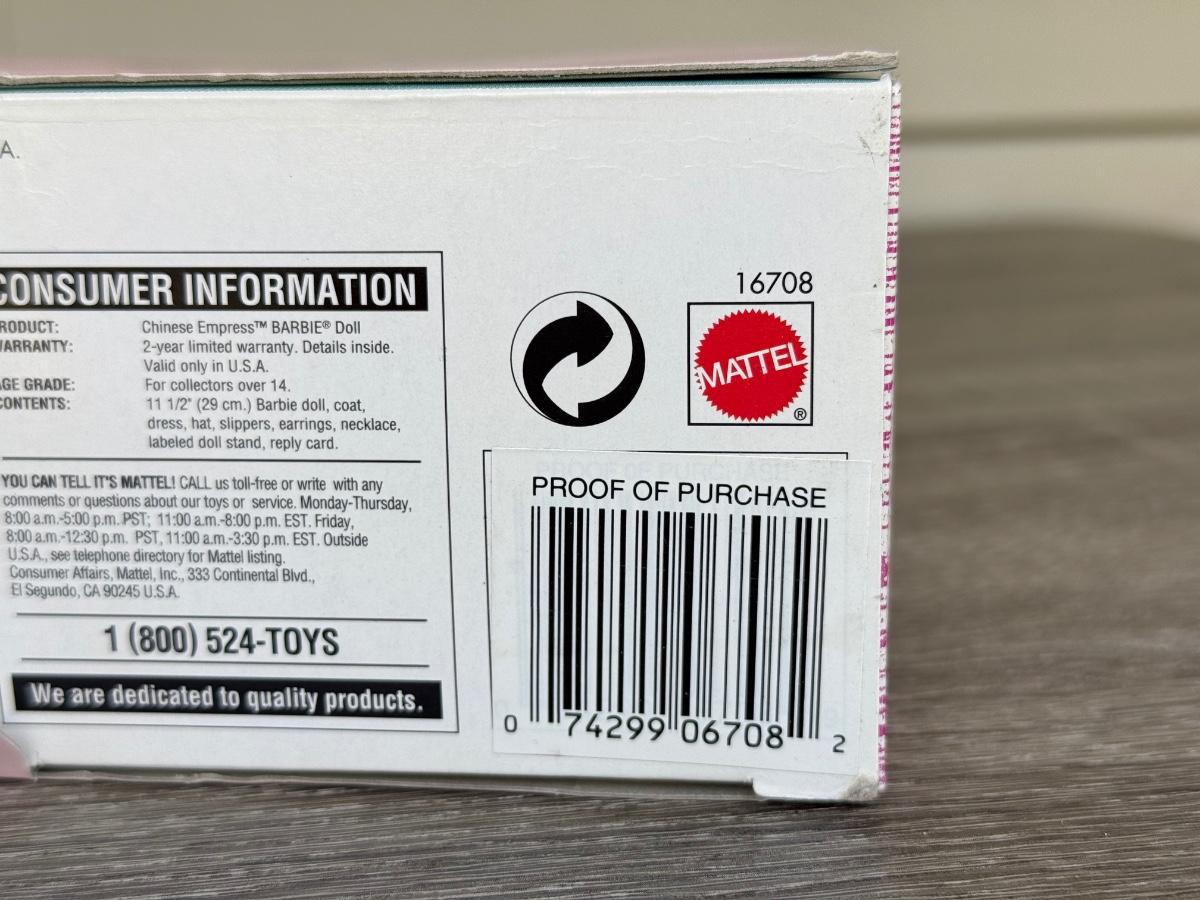 A.
CONSUMER INFORMATION
RODUCT: Chinese Empress™ BARBIE® Doll
ARRANTY: 2-year limited warranty. Details inside.
Valid only in U.S.A.
GE GRADE: For collectors over 14.
CONTENTS: 11 1/2" (29 cm.) Barbie doll, coat,
dress, hat, slippers, earrings, necklace,
labeled doll stand, reply card.
YOU CAN TELL IT'S MATTEL! CALL us toll-free or write with any
comments or questions about our toys or service. Monday-Thursday,
8:00 a.m.-5:00 p.m. PST; 11:00 a.m.-8:00 p.m. EST. Friday,
8:00 a.m.-12:30 p.m. PST, 11:00 a.m.-3:30 p.m. EST. Outside
U.S.A., see telephone directory for Mattel listing.
Consumer Affairs, Mattel, Inc., 333 Continental Blvd.,
El Segundo, CA 90245 U.S.A.
1 (800) 524-TOYS
We are dedicated to quality products.
16708
MATTEL
®
PROOF OF PURCHASE
0 74299 06708 2